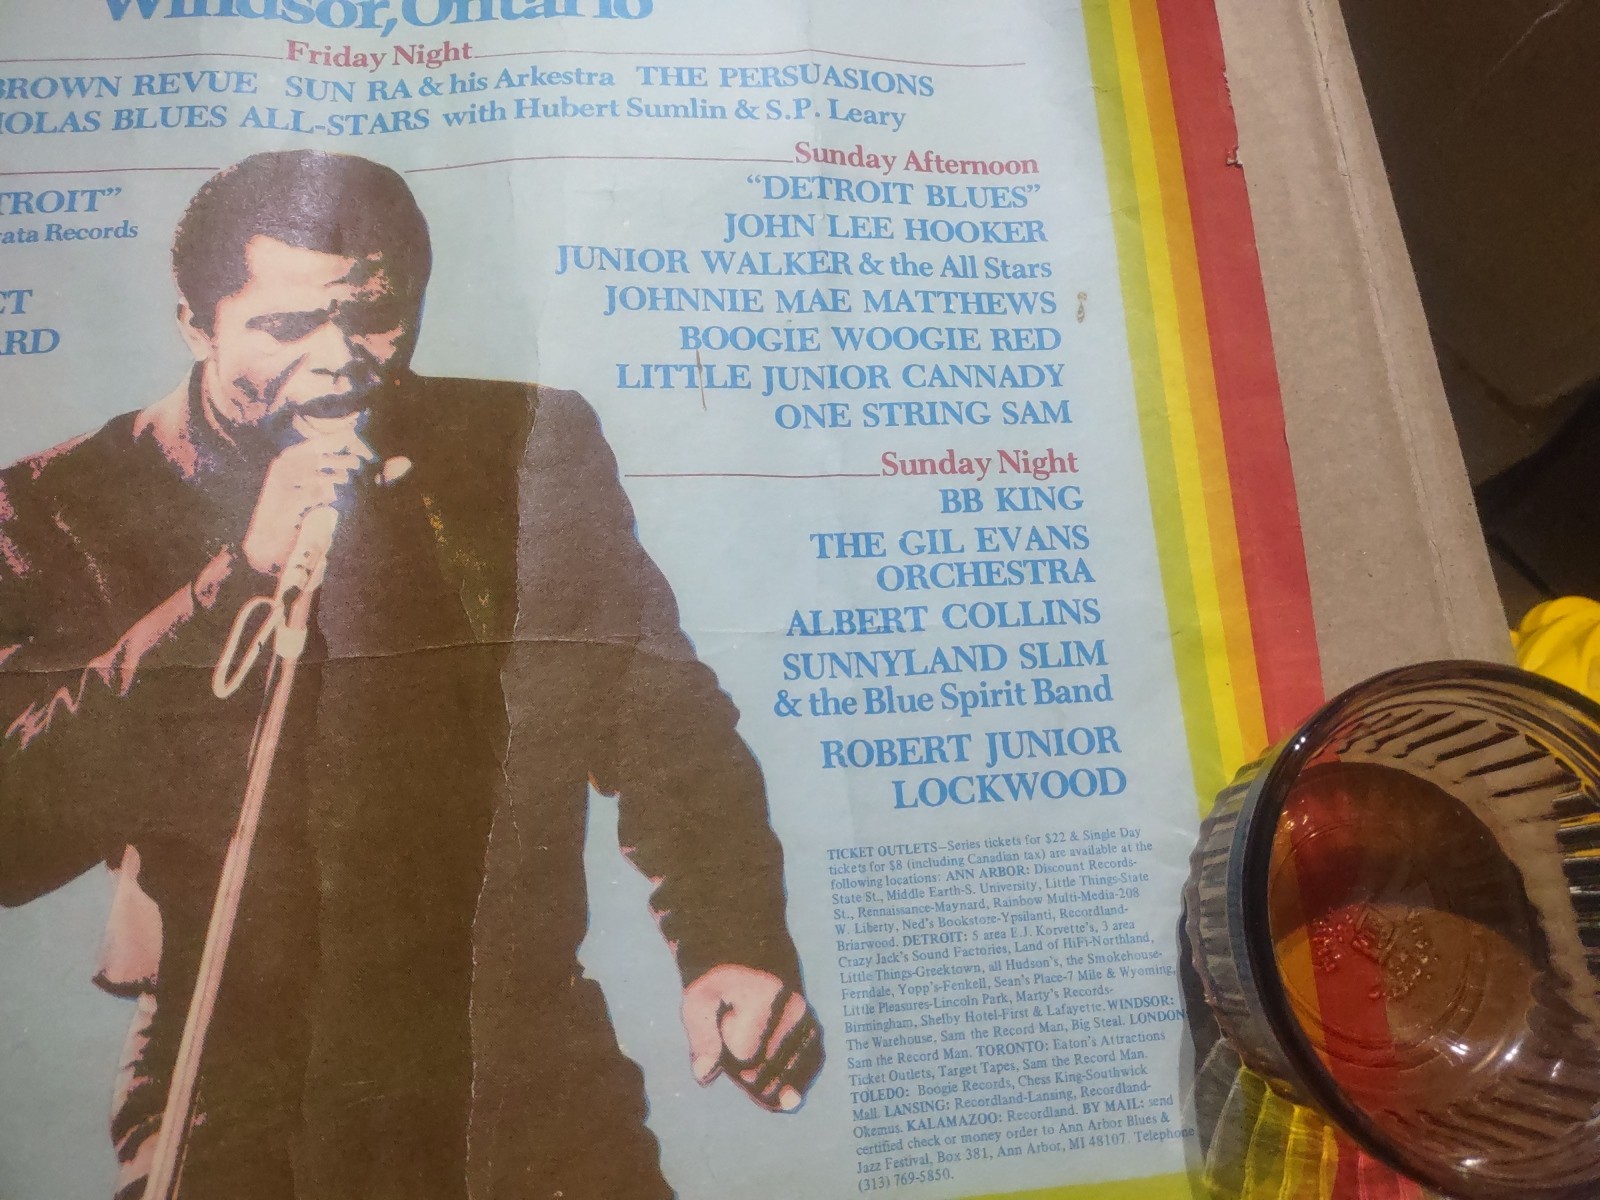 Windsor, Ontario
Friday Night
BROWN REVUE SUN RA & his Arkestra THE PERSUASIONS
BLUES ALL-STARS with Hubert Sumlin & S.P. Leary
Sunday Afternoon
"DETROIT BLUES"
JOHN LEE HOOKER
JUNIOR WALKER & the All Stars
JOHNNIE MAE MATTHEWS
BOOGIE WOOGIE RED
LITTLE JUNIOR CANNADY
ONE STRING SAM
TROIT"
rata Records
CT
ARD
Sunday Night
BB KING
THE GIL EVANS
ORCHESTRA
ALBERT COLLINS
SUNNYLAND SLIM
& the Blue Spirit Band
ROBERT JUNIOR
LOCKWOOD
TICKET OUTLETS—Series tickets for $22 & Single Day
tickets for $8 (including Canadian tax) are available at the
following locations: ANN ARBOR: Discount Records-
State St., Middle Earth-S. University, Little Things-State
St., Rennaissance-Maynard, Rainbow Multi-Media-208
W. Liberty, Ned's Bookstore-Ypsilanti, Recordland-
Briarwood. DETROIT: 5 area E.J. Korvette's, 3 area
Crazy Jack's Sound Factories, Land of HiFi-Northland,
Little Things-Greektown, all Hudson's, the Smokehouse-
Ferndale, Yopp's-Fenkell, Sean's Place-7 Mile & Wyoming,
Little Pleasures-Lincoln Park, Marty's Records-
Birmingham, Shelby Hotel-First & Lafayette. WINDSOR:
The Warehouse, Sam the Record Man, Big Steal. LONDON:
Sam the Record Man. TORONTO: Eaton's Attractions
Ticket Outlets, Target Tapes, Sam the Record Man.
TOLEDO: Boogie Records, Chess King-Southwick
Mall. LANSING: Recordland-Lansing, Recordland-
Okemus. KALAMAZOO: Recordland. BY MAIL: send
certified check or money order to Ann Arbor Blues &
Jazz Festival, Box 381, Ann Arbor, MI 48107. Telephone
(313) 769-5850.